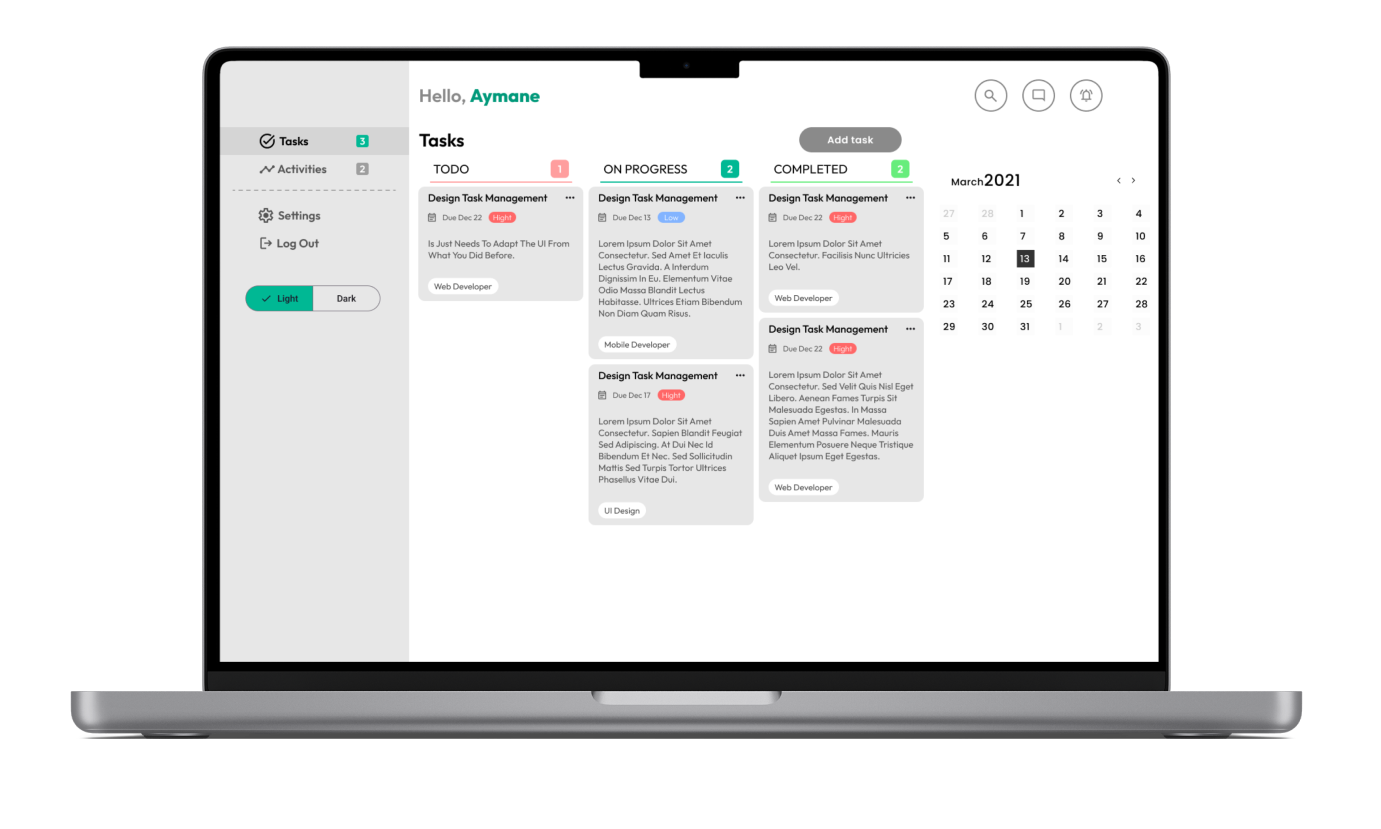 Hello, Aymane
Tasks 3
Activities 2
Settings
Log Out
Light Dark
Tasks
Add task
TODO 1
Design Task Management
Due Dec 22 Hight
Is Just Needs To Adapt The UI From
What You Did Before.
Web Developer
ON PROGRESS 2
Design Task Management
Due Dec 13 Low
Lorem Ipsum Dolor Sit Amet
Consectetur. Sed Amet Et Iaculis
Lectus Gravida. A Interdum
Dignissim In Eu. Elementum Vitae
Odio Massa Blandit Lectus
Habitasse. Ultrices Etiam Bibendum
Non Diam Quam Risus.
Mobile Developer
Design Task Management
Due Dec 17 Hight
Lorem Ipsum Dolor Sit Amet
Consectetur. Sapien Blandit Feugiat
Sed Adipiscing. At Dui Nec Id
Bibendum Et Nec. Sed Sollicitudin
Mattis Sed Turpis Tortor Ultrices
Phasellus Vitae Dui.
UI Design
COMPLETED 2
Design Task Management
Due Dec 22 Hight
Lorem Ipsum Dolor Sit Amet
Consectetur. Facilisis Nunc Ultricies
Leo Vel.
Web Developer
Design Task Management
Due Dec 22 Hight
Lorem Ipsum Dolor Sit Amet
Consectetur. Sed Velit Quis Nisl Eget
Libero. Aenean Fames Turpis Sit
Malesuada Egestas. In Massa
Sapien Amet Pulvinar Malesuada
Duis Amet Massa Fames. Mauris
Elementum Posuere Neque Tristique
Aliquet Ipsum Eget Egestas.
Web Developer
March 2021
27 28 1 2 3 4
5 6 7 8 9 10
11 12 13 14 15 16
17 18 19 20 21 22
23 24 25 26 27 28
29 30 31 1 2 3